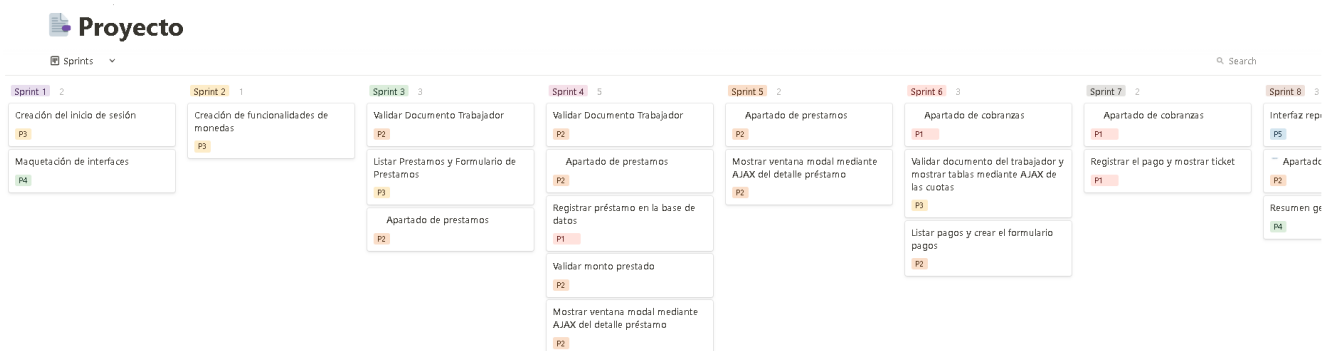 Proyecto
Sprints
Search
Sprint 1 2
Creación del inicio de sesión
P3
Maquetación de interfaces
P4
Sprint 2 1
Creación de funcionalidades de
monedas
P3
Sprint 3 3
Validar Documento Trabajador
P2
Listar Prestamos y Formulario de
Prestamos
P3
Apartado de prestamos
P2
Sprint 4 5
Validar Documento Trabajador
P2
Apartado de prestamos
P2
Registrar préstamo en la base de
datos
P1
Validar monto prestado
P2
Mostrar ventana modal mediante
AJAX del detalle préstamo
P2
Sprint 5 2
Apartado de prestamos
P2
Mostrar ventana modal mediante
AJAX del detalle préstamo
P2
Sprint 6 3
Apartado de cobranzas
P1
Validar documento del trabajador y
mostrar tablas mediante AJAX de
las cuotas
P3
Listar pagos y crear el formulario
pagos
P2
Sprint 7 2
Apartado de cobranzas
P1
Registrar el pago y mostrar ticket
P1
Sprint 8 3
Interfaz
P5
P2
Resumen
P4